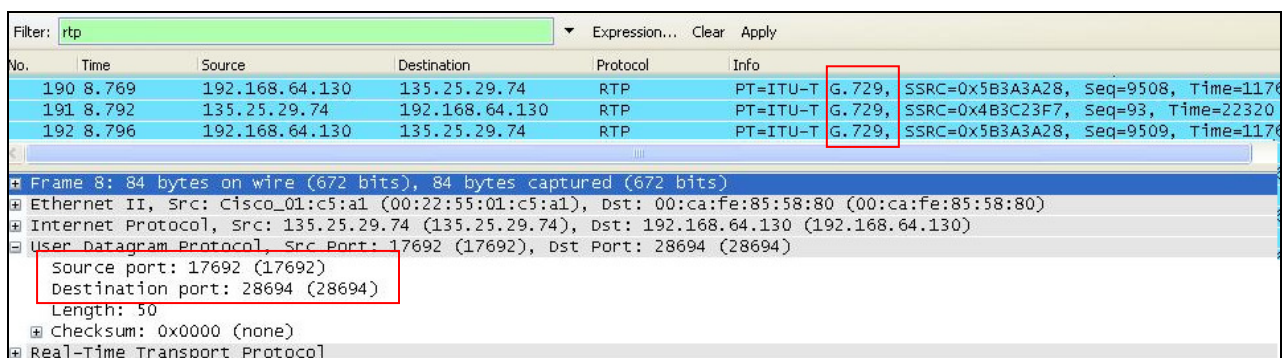 Filter: rtp Expression... Clear Apply
No. Time Source Destination Protocol Info
190 8.769 192.168.64.130 135.25.29.74 RTP PT=ITU-T G.729, SSRC=0x5B3A3A28, Seq=9508, Time=1176
191 8.792 135.25.29.74 192.168.64.130 RTP PT=ITU-T G.729, SSRC=0x4B3C23F7, Seq=93, Time=22320
192 8.796 192.168.64.130 135.25.29.74 RTP PT=ITU-T G.729, SSRC=0x5B3A3A28, Seq=9509, Time=1176
Frame 8: 84 bytes on wire (672 bits), 84 bytes captured (672 bits)
Ethernet II, Src: Cisco_01:c5:a1 (00:22:55:01:c5:a1), Dst: 00:ca:fe:85:58:80 (00:ca:fe:85:58:80)
Internet Protocol, Src: 135.25.29.74 (135.25.29.74), Dst: 192.168.64.130 (192.168.64.130)
User Datagram Protocol, Src Port: 17692 (17692), Dst Port: 28694 (28694)
Source port: 17692 (17692)
Destination port: 28694 (28694)
Length: 50
Checksum: 0x0000 (none)
Real-Time Transport Protocol